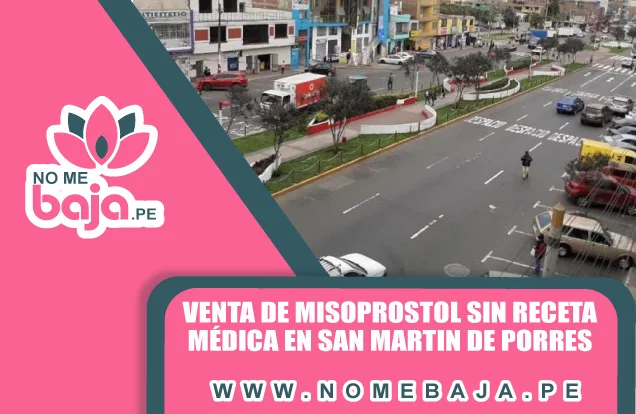 NO ME
baja.PE
DESPACIO DESPACIO DESPACIO
VENTA DE MISOPROSTOL SIN RECETA
MÉDICA EN SAN MARTIN DE PORRES
WWW.NOMEBAJA.PE